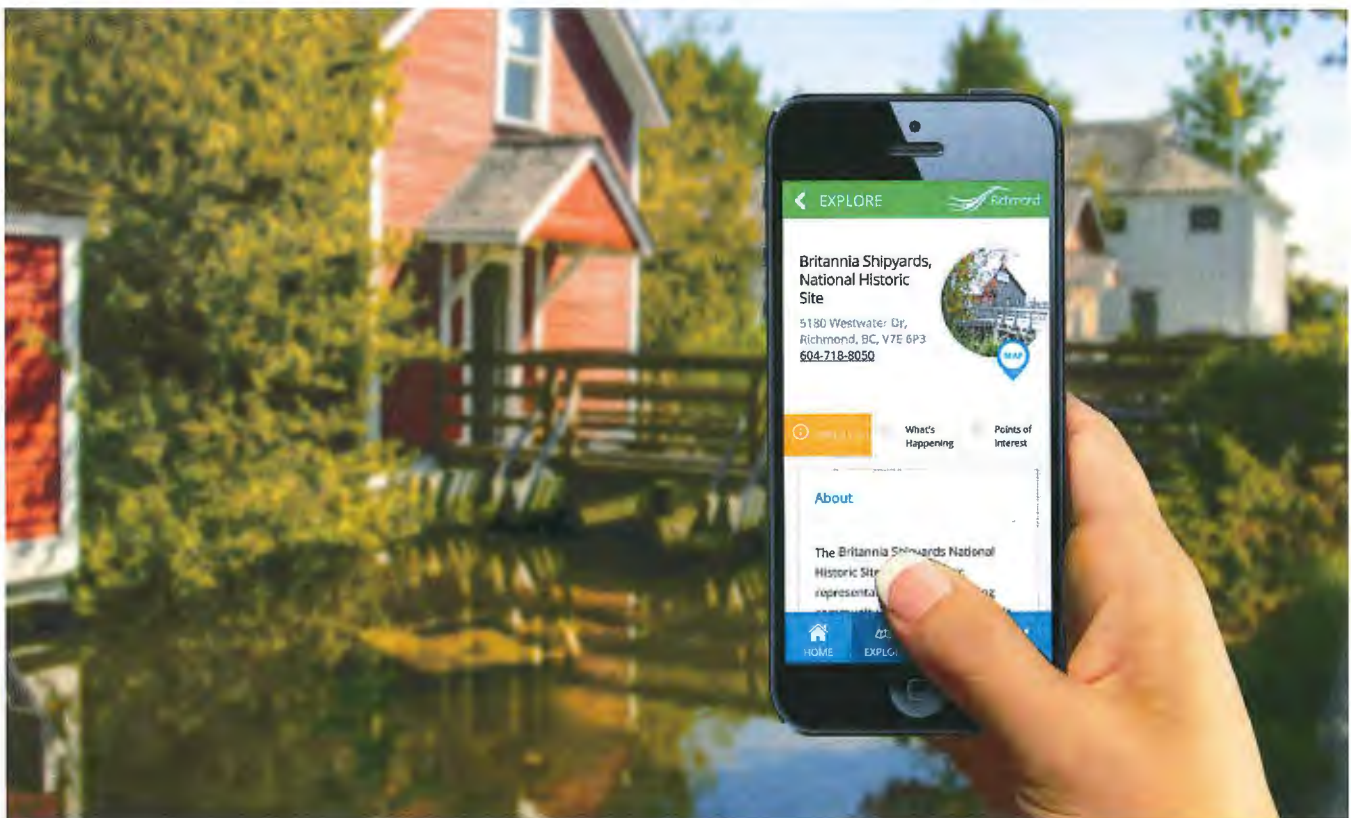 EXPLORE
Richmond
Britannia Shipyards,
National Historic
Site
5180 Westwater Dr,
Richmond, BC, V7E 6P3
604-718-8050
MAP
What's
Happening
Points of
Interest
About
The Britannia Shipyards National
Historic Site
HOME